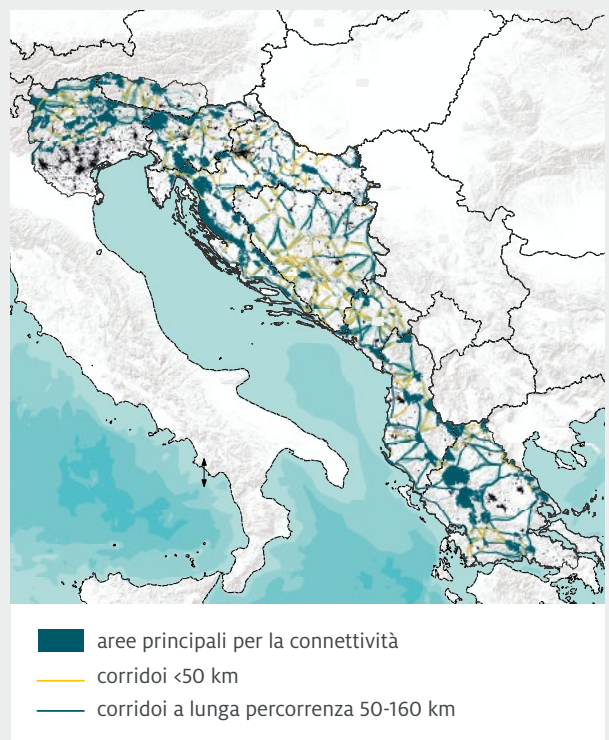 aree principali per la connettività
corridoi <50 km
corridoi a lunga percorrenza 50-160 km